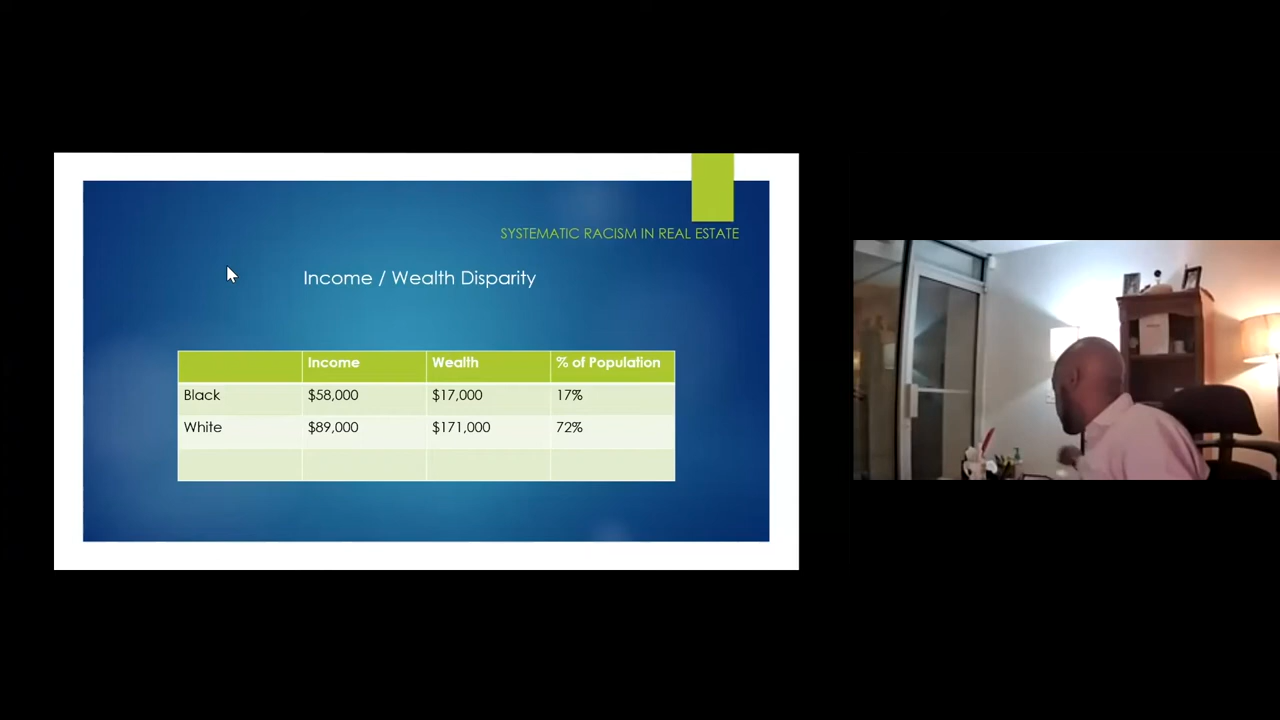 SYSTEMATIC RACISM IN REAL ESTATE
Income / Wealth Disparity
Income Wealth % of Population
Black $58,000 $17,000 17%
White $89,000 $171,000 72%